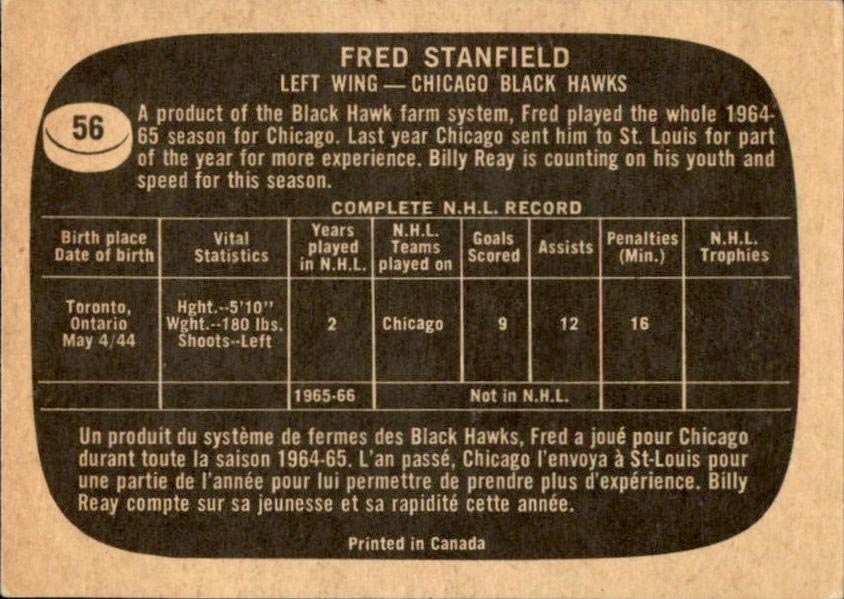 FRED STANFIELD
LEFT WING — CHICAGO BLACK HAWKS
56
A product of the Black Hawk farm system, Fred played the whole 1964-
65 season for Chicago. Last year Chicago sent him to St. Louis for part
of the year for more experience. Billy Reay is counting on his youth and
speed for this season.
COMPLETE N.H.L. RECORD
Birth place
Date of birth
Vital
Statistics
Years
played
in N.H.L.
N.H.L.
Teams
played on
Goals
Scored
Assists
Penalties
(Min.)
N.H.L.
Trophies
Toronto,
Ontario
May 4/44
Hght.--5'10"
Wght.--180 lbs.
Shoots--Left
2
Chicago
9
12
16
1965-66
Not in N.H.L.
Un produit du système de fermes des Black Hawks, Fred a joué pour Chicago
durant toute la saison 1964-65. L'an passé, Chicago l'envoya à St-Louis pour
une partie de l'année pour lui permettre de prendre plus d'expérience. Billy
Reay compte sur sa jeunesse et sa rapidité cette année.
Printed in Canada